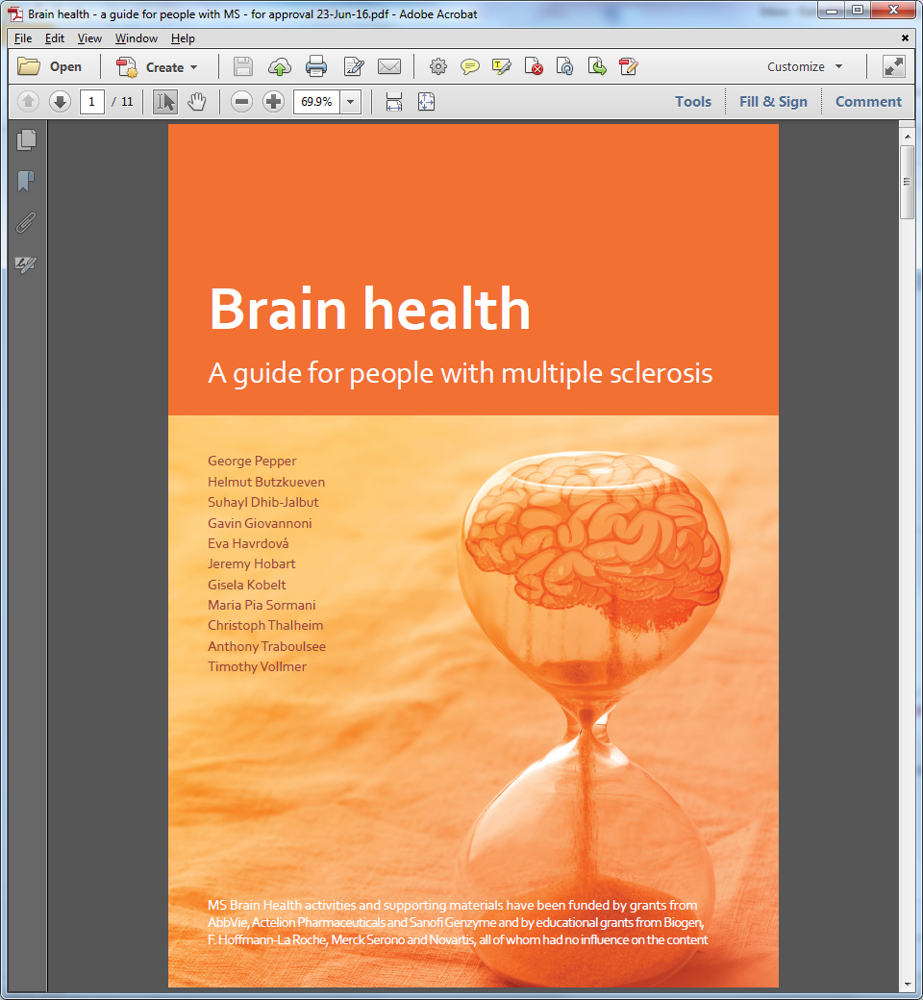 Brain health - a guide for people with MS - for approval 23-Jun-16.pdf - Adobe Acrobat
File Edit View Window Help
Open Create Customize
1 / 11 69.9% Tools Fill & Sign Comment
Brain health
A guide for people with multiple sclerosis
George Pepper
Helmut Butzkueven
Suhayl Dhib-Jalbut
Gavin Giovannoni
Eva Havrdová
Jeremy Hobart
Gisela Kobelt
Maria Pia Sormani
Christoph Thalheim
Anthony Traboulsee
Timothy Vollmer
MS Brain Health activities and supporting materials have been funded by grants from
AbbVie, Actelion Pharmaceuticals and Sanofi Genzyme and by educational grants from Biogen,
F. Hoffmann-La Roche, Merck Serono and Novartis, all of whom had no influence on the content